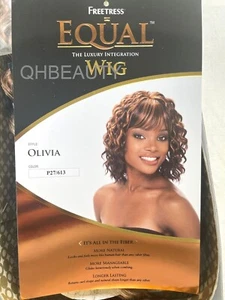 FREETRESS
EQUAL™
THE LUXURY INTEGRATION
QHBEAUTY
WIG
STYLE
OLIVIA
COLOR
P27/613
IT'S ALL IN THE FIBER...
MORE NATURAL
MORE MANAGEABLE
LONGER LASTING